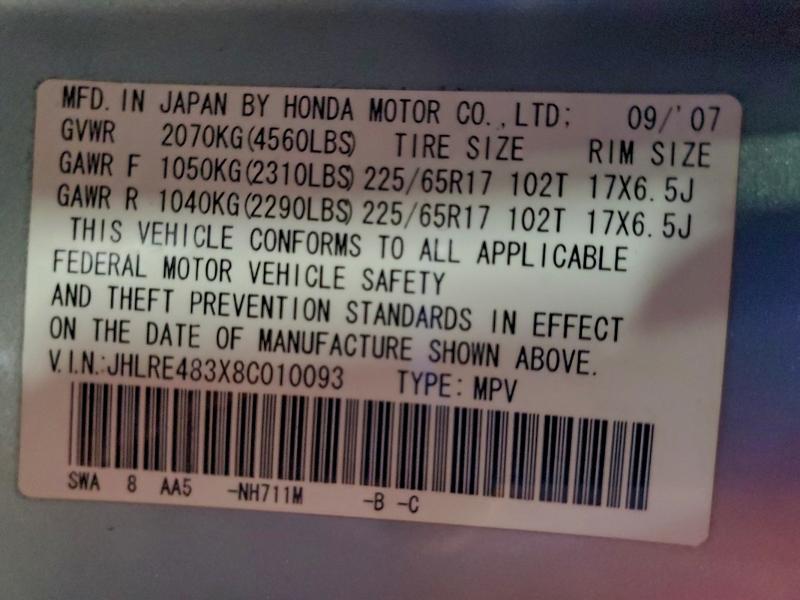 MFD. IN JAPAN BY HONDA MOTOR CO., LTD; 09/'07
GVWR 2070KG(4560LBS) TIRE SIZE RIM SIZE
GAWR F 1050KG(2310LBS) 225/65R17 102T 17X6.5J
GAWR R 1040KG(2290LBS) 225/65R17 102T 17X6.5J
THIS VEHICLE CONFORMS TO ALL APPLICABLE
FEDERAL MOTOR VEHICLE SAFETY
AND THEFT PREVENTION STANDARDS IN EFFECT
ON THE DATE OF MANUFACTURE SHOWN ABOVE.
V.I.N.:JHLRE483X8C010093 TYPE: MPV
SWA 8 AA5 -NH711M -B -C